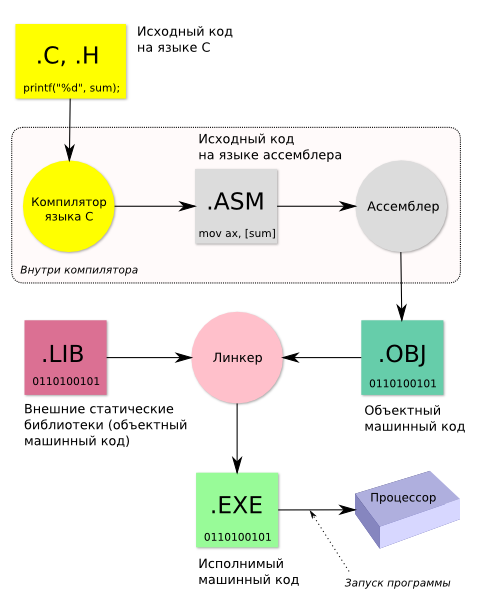 Исходный код
на языке С
.C, .H
printf("%d", sum);
Исходный код
на языке ассемблера
Компилятор
языка С
.ASM
mov ax, [sum]
Ассемблер
Внутри компилятора
.LIB
0110100101
Линкер
.OBJ
0110100101
Внешние статические
библиотеки (объектный
машинный код)
Объектный
машинный код
.EXE
0110100101
Процессор
Исполнимый
машинный код
Запуск программы